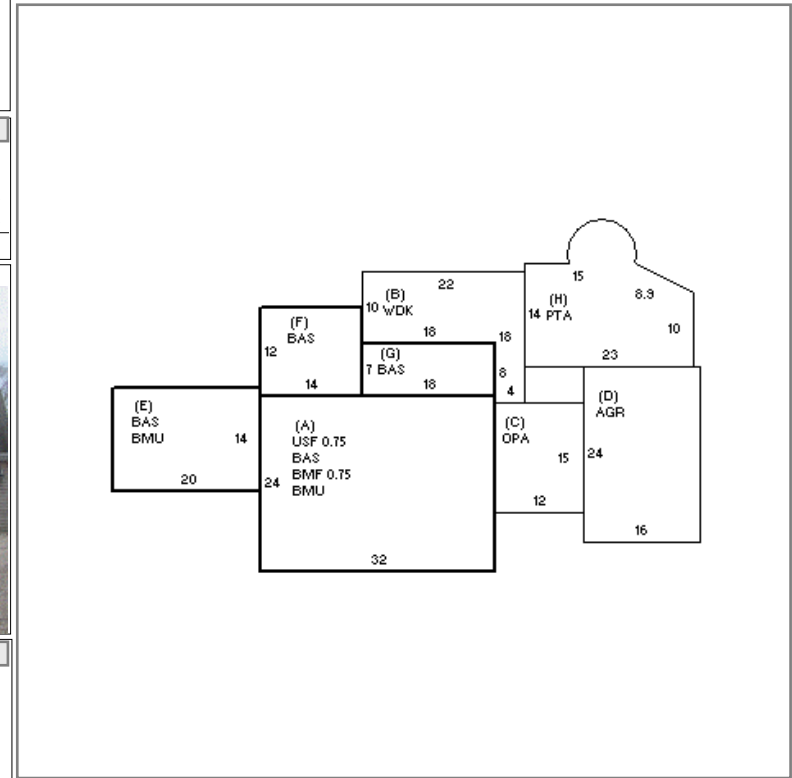 22
15
(B)
WDK
10
8.9
(H)
14 PTA
(F)
BAS
18
18
10
12
(G)
7 BAS
23
14
18
8
4
(E)
BAS
BMU
14
(D)
AGR
(A)
USF 0.75
BAS
BMF 0.75
BMU
(C)
OPA
15
24
20
24
12
16
32